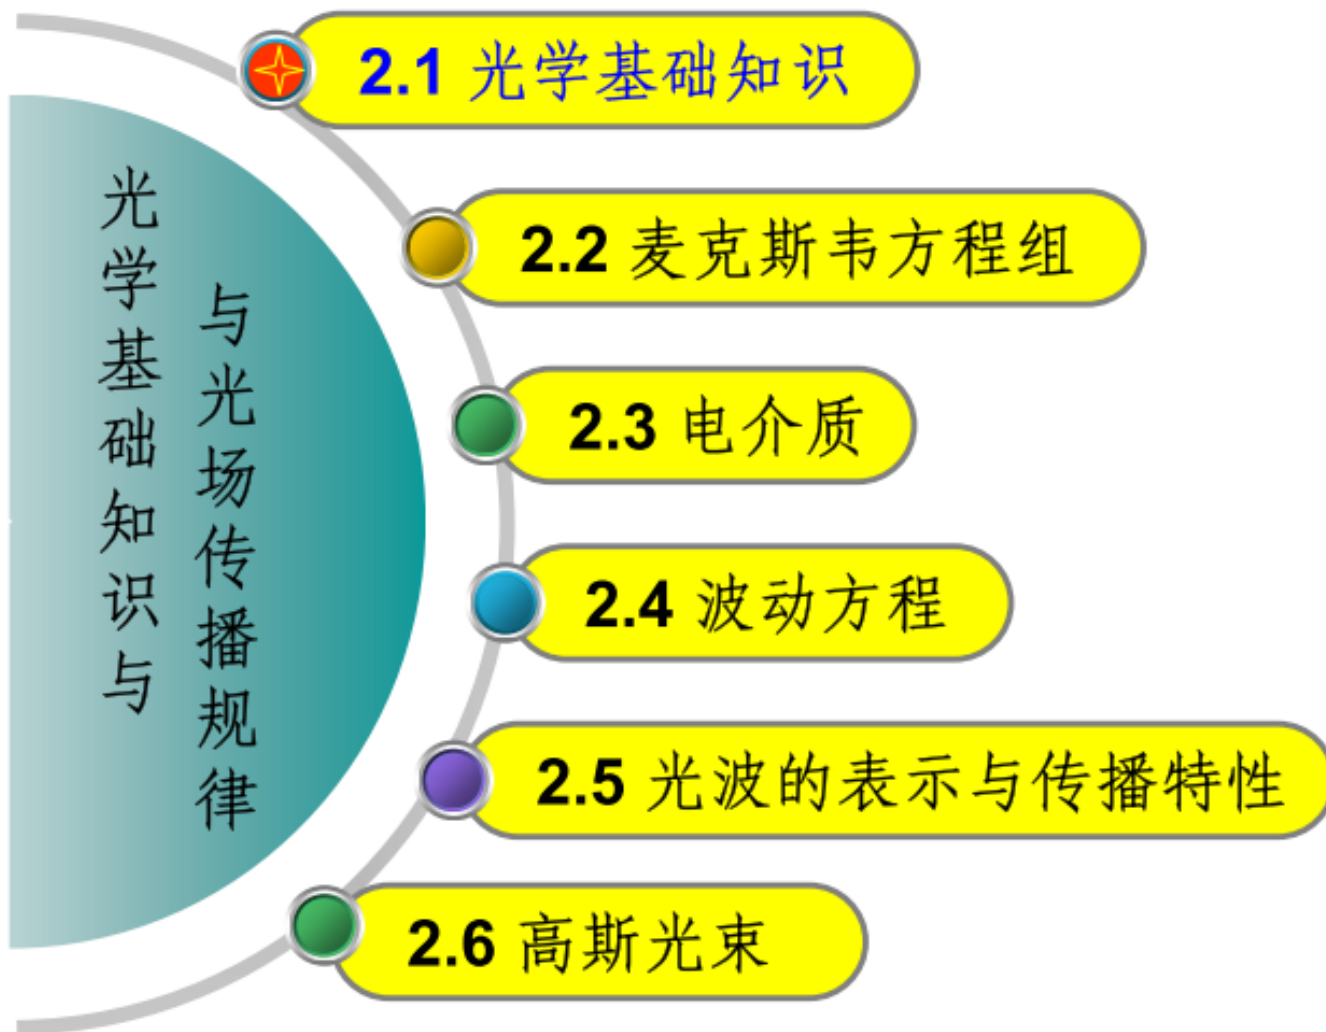 光学基础知识与
与光场传播规律
2.1 光学基础知识
2.2 麦克斯韦方程组
2.3 电介质
2.4 波动方程
2.5 光波的表示与传播特性
2.6 高斯光束